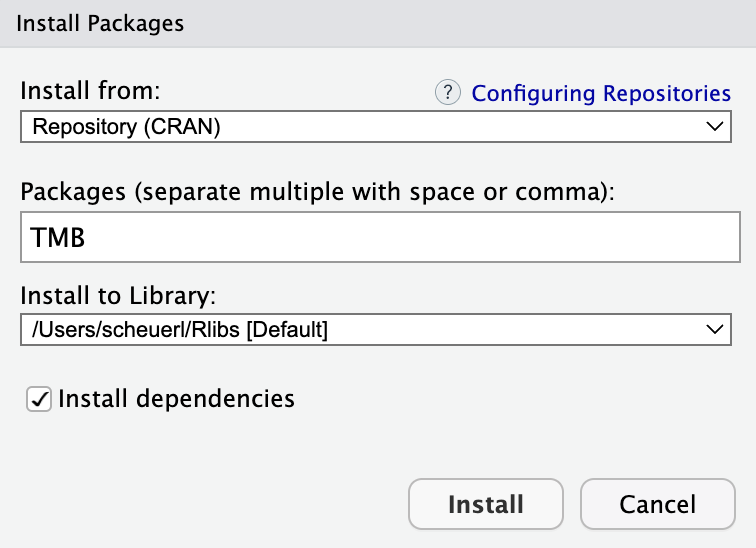 Install Packages
Install from:
? Configuring Repositories
Repository (CRAN)
Packages (separate multiple with space or comma):
TMB
Install to Library:
/Users/scheuerl/Rlibs [Default]
Install dependencies
Install
Cancel